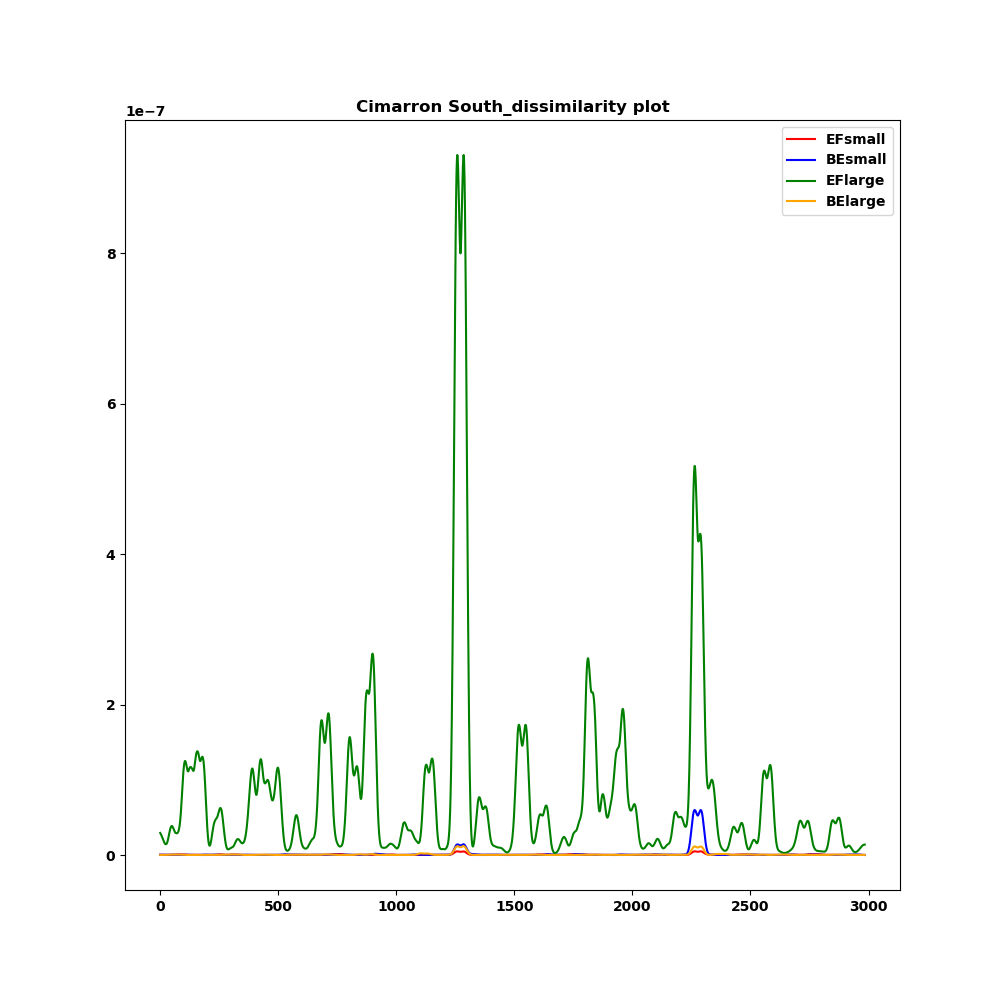 Cimarron South_dissimilarity plot
1e−7
EFsmall
BEsmall
EFlarge
BElarge
8
6
4
2
0
0 500 1000 1500 2000 2500 3000